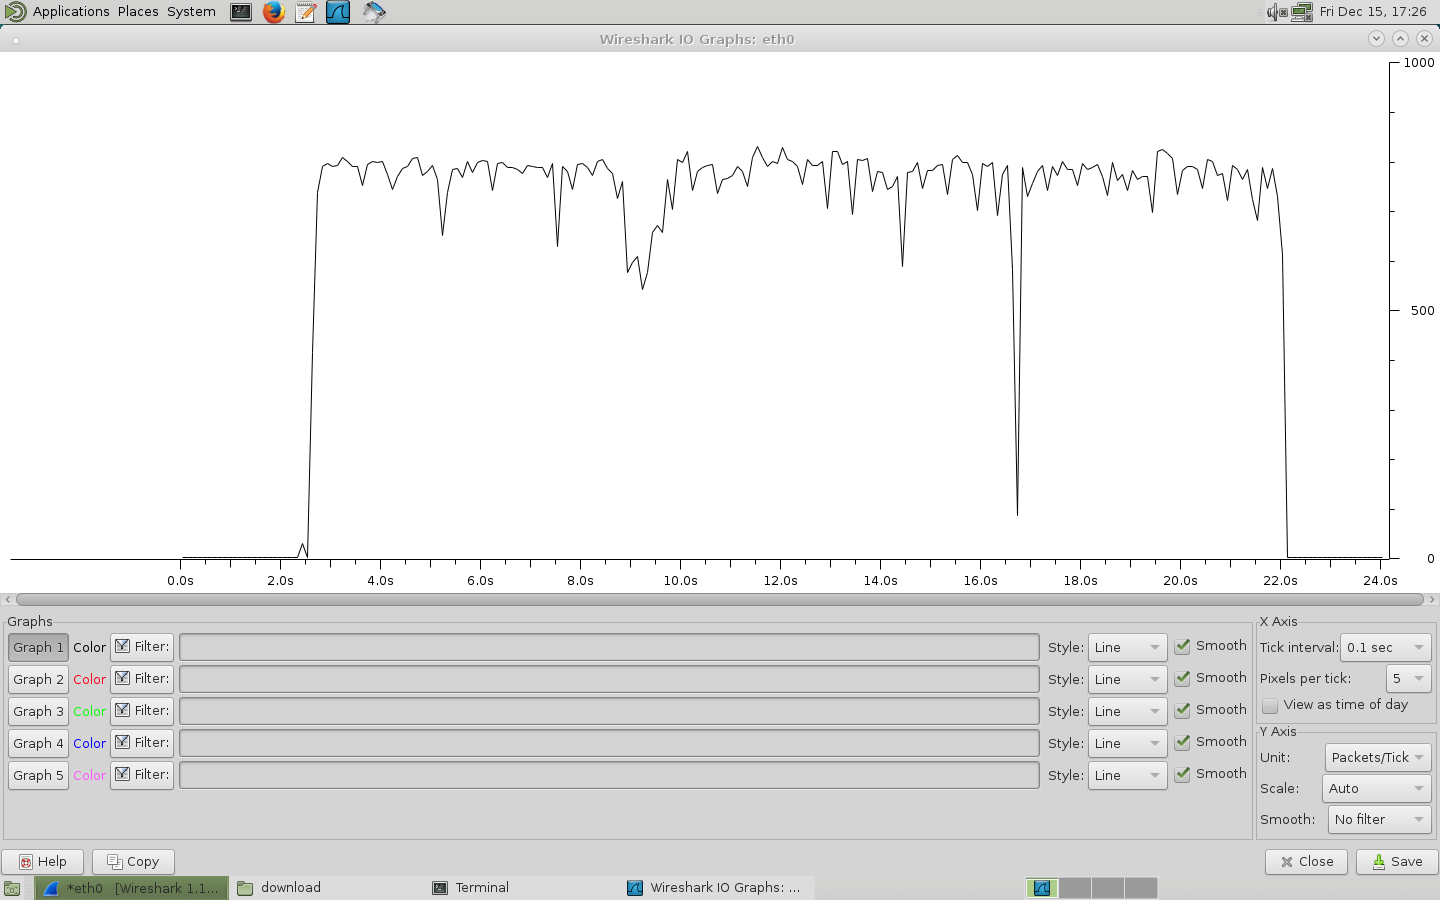 Applications Places System Fri Dec 15, 17:26
Wireshark IO Graphs: eth0
1000
500
0
0.0s 2.0s 4.0s 6.0s 8.0s 10.0s 12.0s 14.0s 16.0s 18.0s 20.0s 22.0s 24.0s
Graphs
Graph 1 Color Filter: Style: Line Smooth
Graph 2 Color Filter: Style: Line Smooth
Graph 3 Color Filter: Style: Line Smooth
Graph 4 Color Filter: Style: Line Smooth
Graph 5 Color Filter: Style: Line Smooth
X Axis
Tick interval: 0.1 sec
Pixels per tick: 5
View as time of day
Y Axis
Unit: Packets/Tick
Scale: Auto
Smooth: No filter
Help Copy Close Save
*eth0 [Wireshark 1.1... download Terminal Wireshark IO Graphs: ...